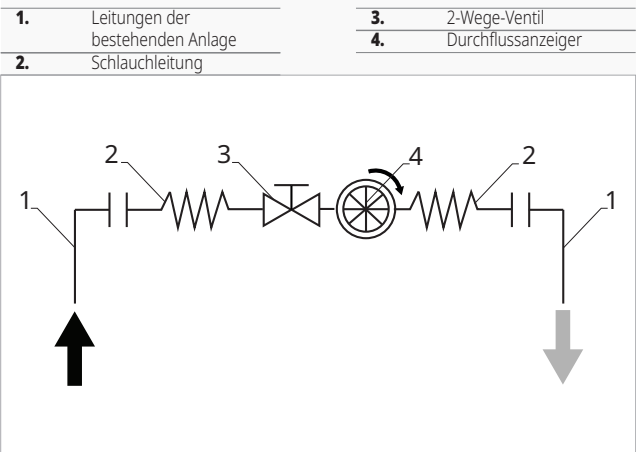 1. Leitungen der
bestehenden Anlage
2. Schlauchleitung
3. 2-Wege-Ventil
4. Durchflussanzeiger
2 3 4 2
1 1